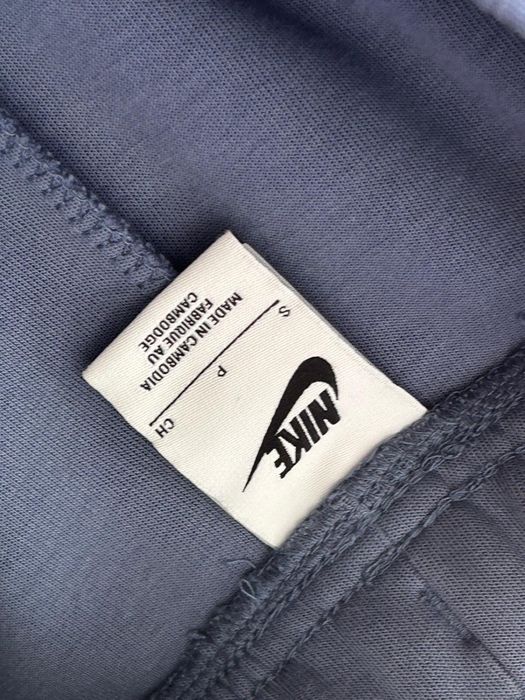 NIKE
S
P
CH
MADE IN CAMBODIA
FABRIQUE AU
CAMBODGE